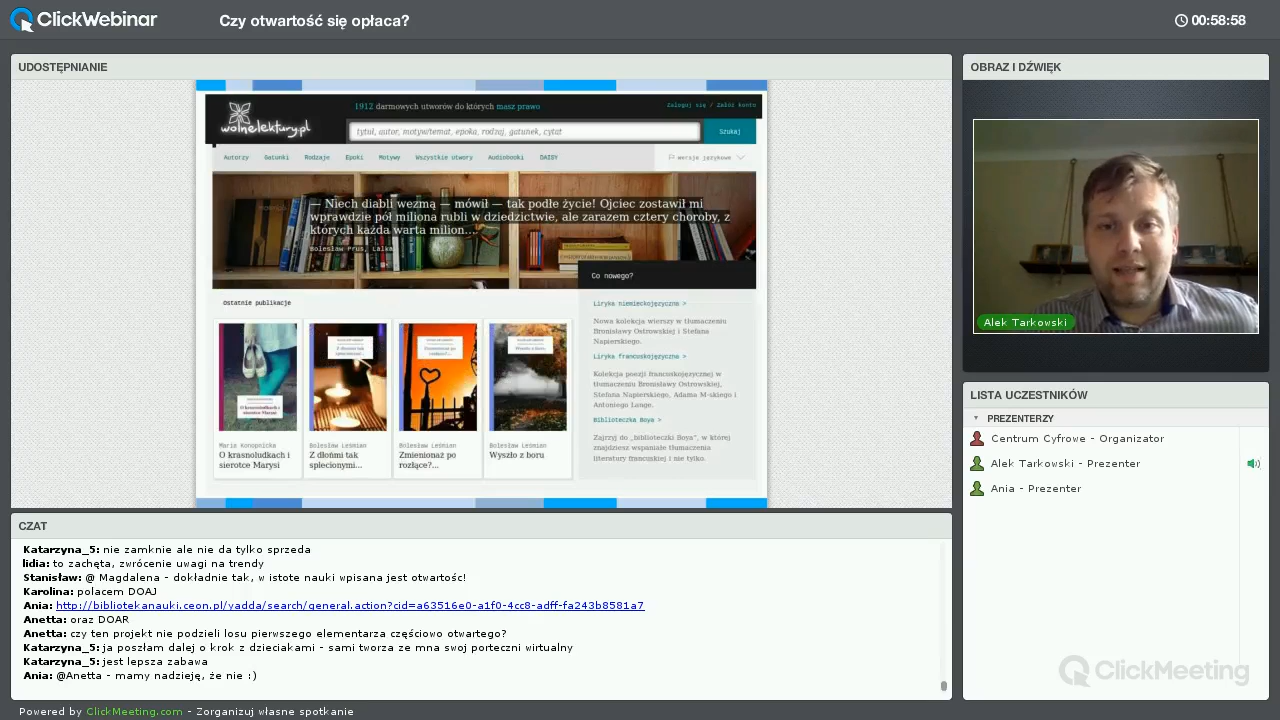 ClickWebinar
Czy otwartość się opłaca?
00:58:58
UDOSTĘPNIANIE
wolnelektury.pl
1912 darmowych utworów do których masz prawo
Zaloguj się / Załóż konto
tytuł, autor, motyw/temat, epoka, rodzaj, gatunek, cytat
Szukaj
Autorzy Gatunki Rodzaje Epoki Motywy Wszystkie utwory Audiobooki DAISY
Wersje językowe
— Niech diabli wezmą — mówił — tak podłe życie! Ojciec zostawił mi
wprawdzie pół miliona rubli w dziedzictwie, ale zarazem cztery choroby, z
których każda warta milion...
Bolesław Prus, Lalka
Ostatnie publikacje
Maria Konopnicka
O krasnoludkach i
sierotce Marysi
Bolesław Leśmian
Z dłońmi tak
splecionymi...
Bolesław Leśmian
Zmienionaż po
rozłące?...
Bolesław Leśmian
Wyszło z boru
Co nowego?
Liryka niemieckojęzyczna >
Nowa kolekcja wierszy w tłumaczeniu
Bronisławy Ostrowskiej i Stefana
Napierskiego.
Liryka francuskojęzyczna >
Kolekcja poezji francuskojęzycznej w
tłumaczeniu Bronisławy Ostrowskiej,
Stefana Napierskiego, Adama M-skiego i
Antoniego Lange.
Biblioteczka Boya >
Zajrzyj do „biblioteczki Boya”, w której
znajdziesz wspaniałe tłumaczenia
literatury francuskiej i nie tylko.
OBRAZ I DŹWIĘK
Alek Tarkowski
LISTA UCZESTNIKÓW
PREZENTERZY
Centrum Cyfrowe - Organizator
Alek Tarkowski - Prezenter
Ania - Prezenter
ClickMeeting
CZAT
Katarzyna_5: nie zamknie ale nie da tylko sprzeda
lidia: to zachęta, zwrócenie uwagi na trendy
Stanisław: @ Magdalena - dokładnie tak, w istote nauki wpisana jest otwartośc!
Karolina: polacem DOAJ
Ania: http://bibliotekanauki.ceon.pl/yadda/search/general.action?cid=a63516e0-a1f0-4cc8-adff-fa243b8581a7
Anetta: oraz DOAR
Anetta: czy ten projekt nie podzieli losu pierwszego elementarza częściowo otwartego?
Katarzyna_5: ja poszłam dalej o krok z dzieciakami - sami tworza ze mna swoj porteczni wirtualny
Katarzyna_5: jest lepsza zabawa
Ania: @Anetta - mamy nadzieję, że nie :)
Powered by ClickMeeting.com - Zorganizuj własne spotkanie